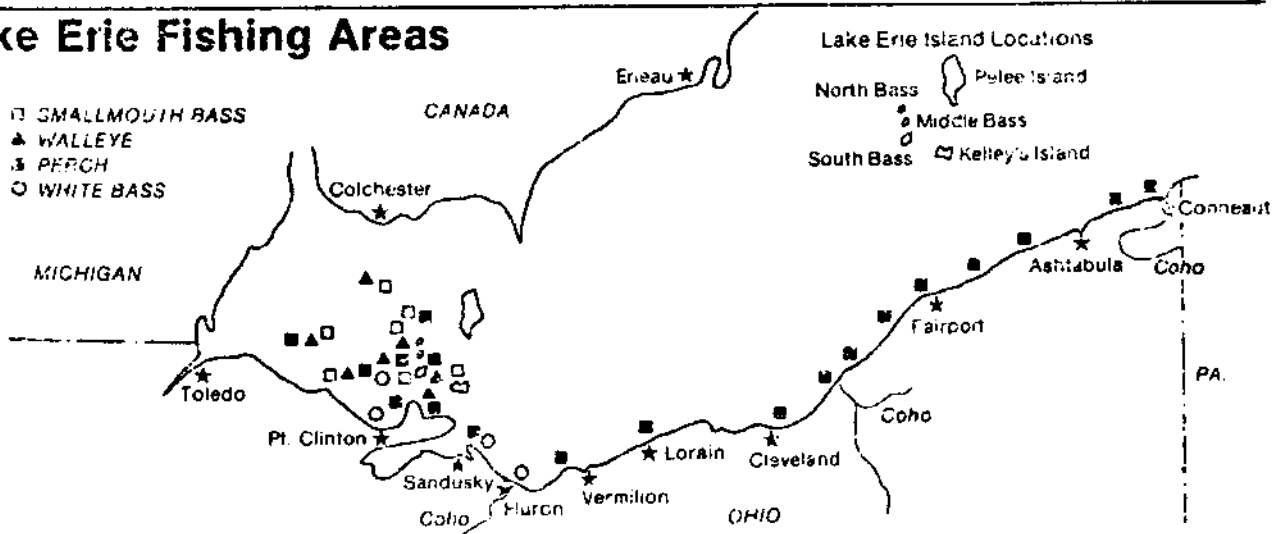 ke Erie Fishing Areas
SMALLMOUTH BASS
WALLEYE
PERCH
WHITE BASS
CANADA
Erieau
Lake Erie Island Locations
Pelee Island
North Bass
Middle Bass
South Bass
Kelley's Island
Colchester
MICHIGAN
Conneaut
Ashtabula
Coho
Fairport
PA.
Toledo
Coho
Pt. Clinton
Lorain
Cleveland
Sandusky
Vermilion
Huron
Coho
OHIO